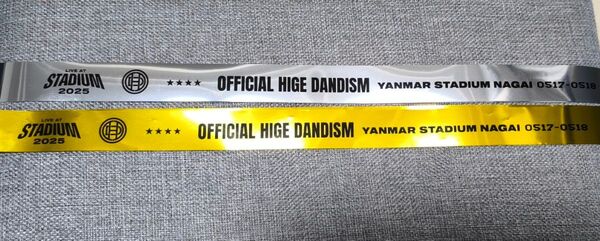 LIVE AT
STADIUM
2025
★★★★ OFFICIAL HIGE DANDISM YANMAR STADIUM NAGAI 0517-0518
LIVE AT
STADIUM
2025
★★★★ OFFICIAL HIGE DANDISM YANMAR STADIUM NAGAI 0517-0518